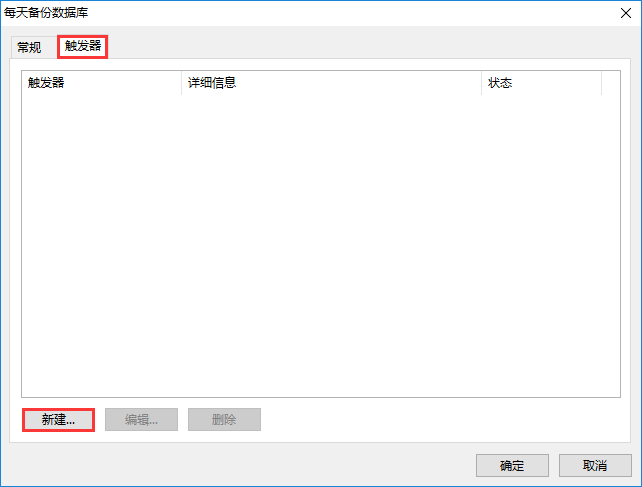 每天备份数据库
常规 触发器
触发器 详细信息 状态
新建... 编辑... 删除
确定 取消